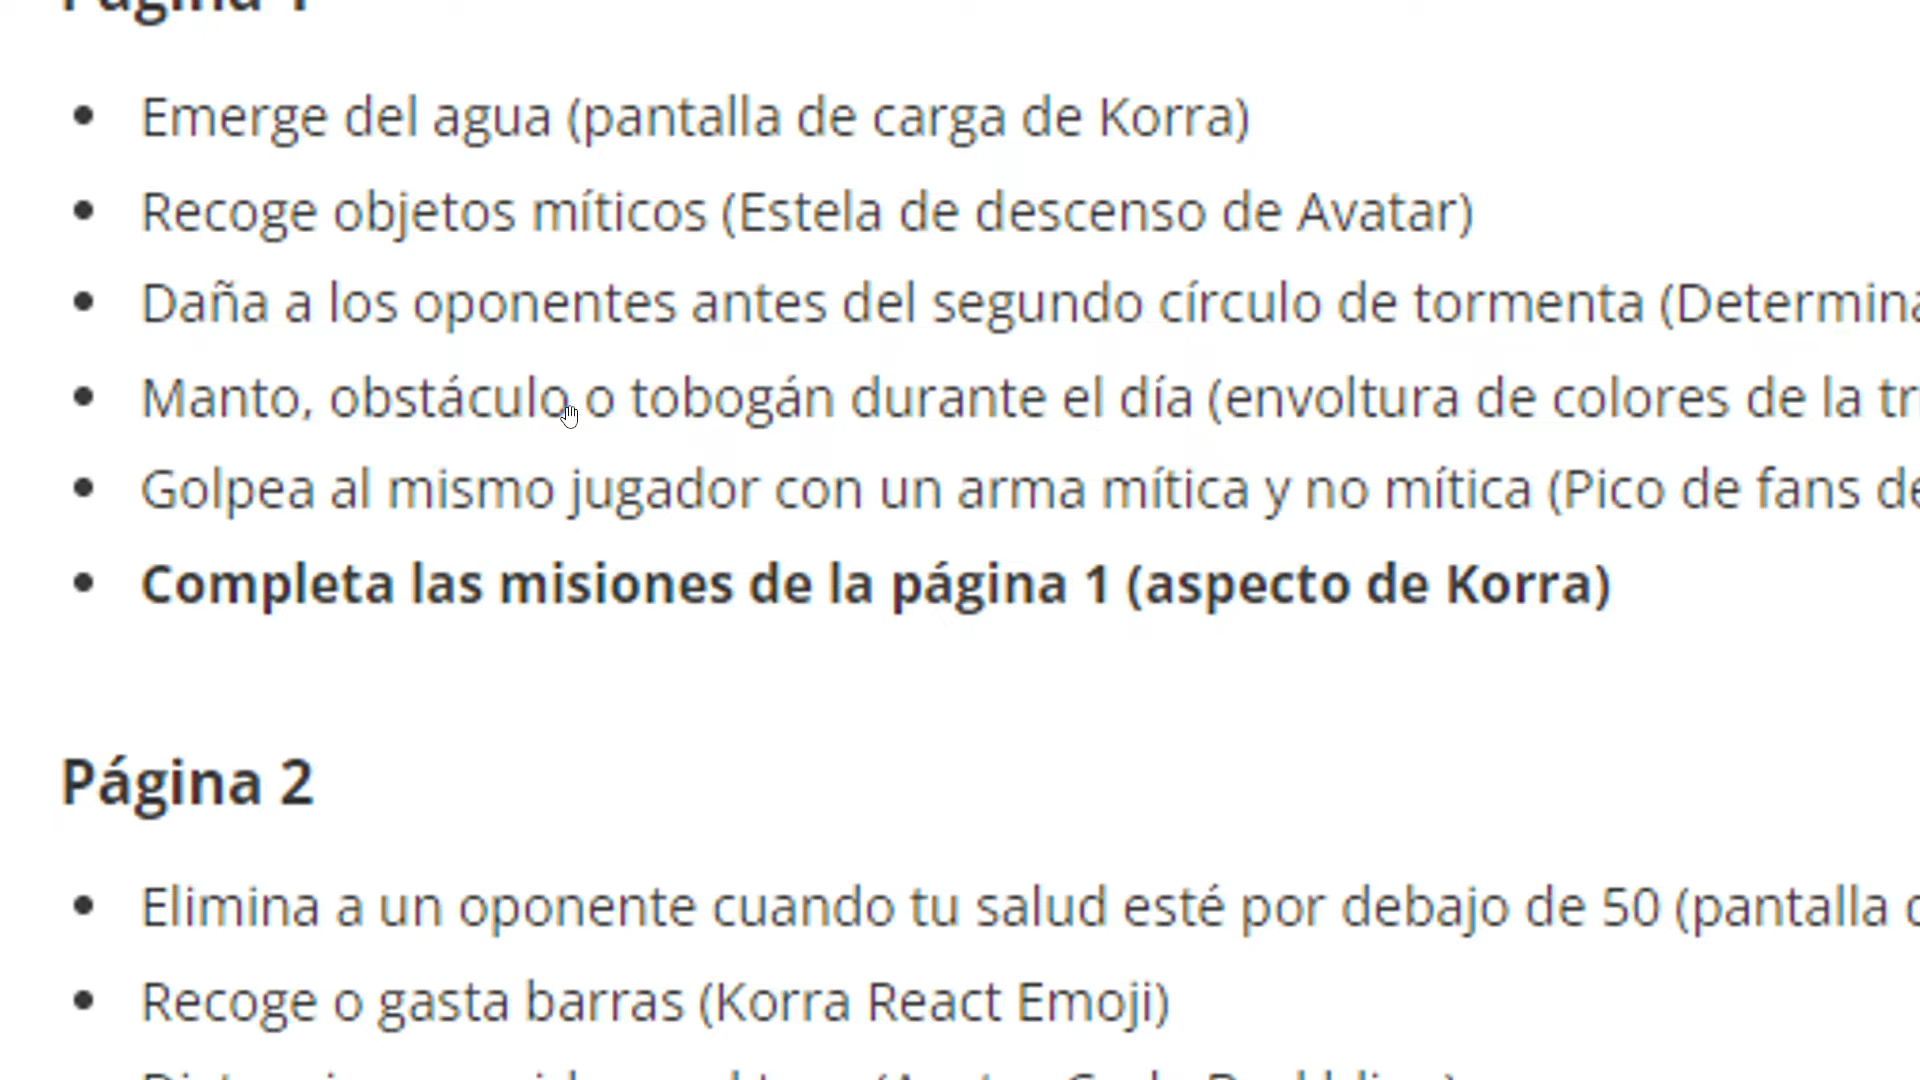 Página 1
Emerge del agua (pantalla de carga de Korra)
Recoge objetos míticos (Estela de descenso de Avatar)
Daña a los oponentes antes del segundo círculo de tormenta
Manto, obstáculo o tobogán durante el día (envoltura de colores de la
Golpea al mismo jugador con un arma mítica y no mítica (Pico de fans
Completa las misiones de la página 1 (aspecto de Korra)
Página 2
Elimina a un oponente cuando tu salud esté por debajo de 50 (pantalla
Recoge o gasta barras (Korra React Emoji)